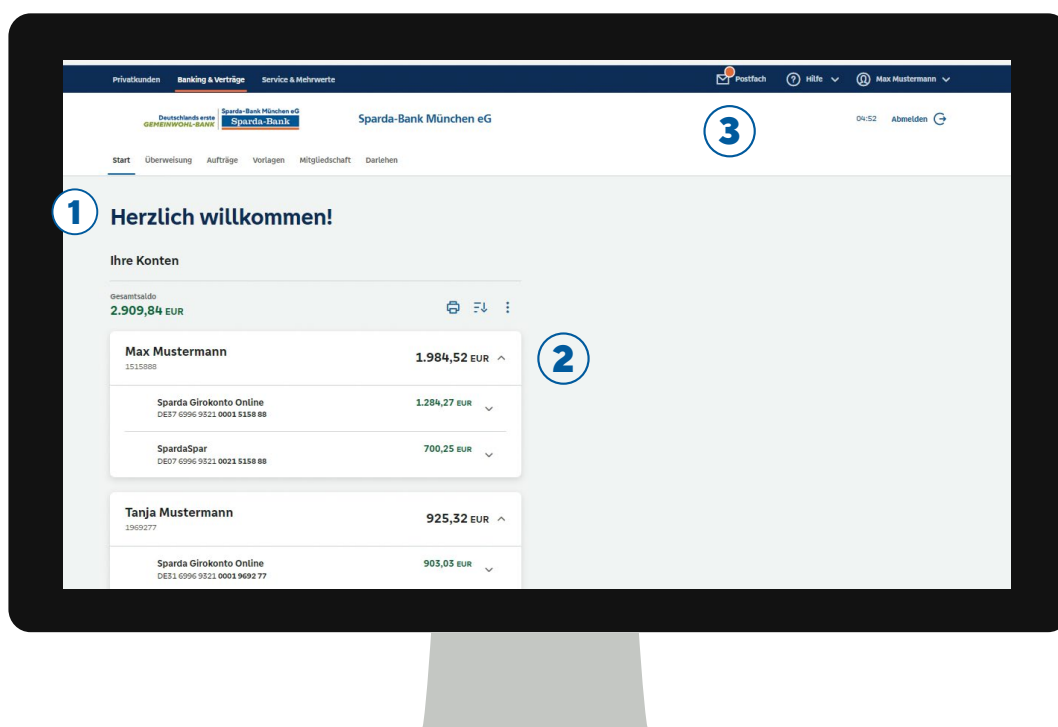 Privatkunden Banking & Verträge Service & Mehrwerte Postfach Hilfe Max Mustermann
Deutschlands erste
GEMEINWOHL-BANK
Sparda-Bank München eG
Sparda-Bank
Sparda-Bank München eG
3
04:52 Abmelden
Start Überweisung Aufträge Vorlagen Mitgliedschaft Darlehen
1
Herzlich willkommen!
Ihre Konten
Gesamtsaldo
2.909,84 EUR
Max Mustermann 1.984,52 EUR
1515888
2
Sparda Girokonto Online 1.284,27 EUR
DE37 6996 9321 0001 5158 88
SpardaSpar 700,25 EUR
DE07 6996 9321 0021 5158 88
Tanja Mustermann 925,32 EUR
1969277
Sparda Girokonto Online 903,03 EUR
DE31 6996 9321 0001 9692 77